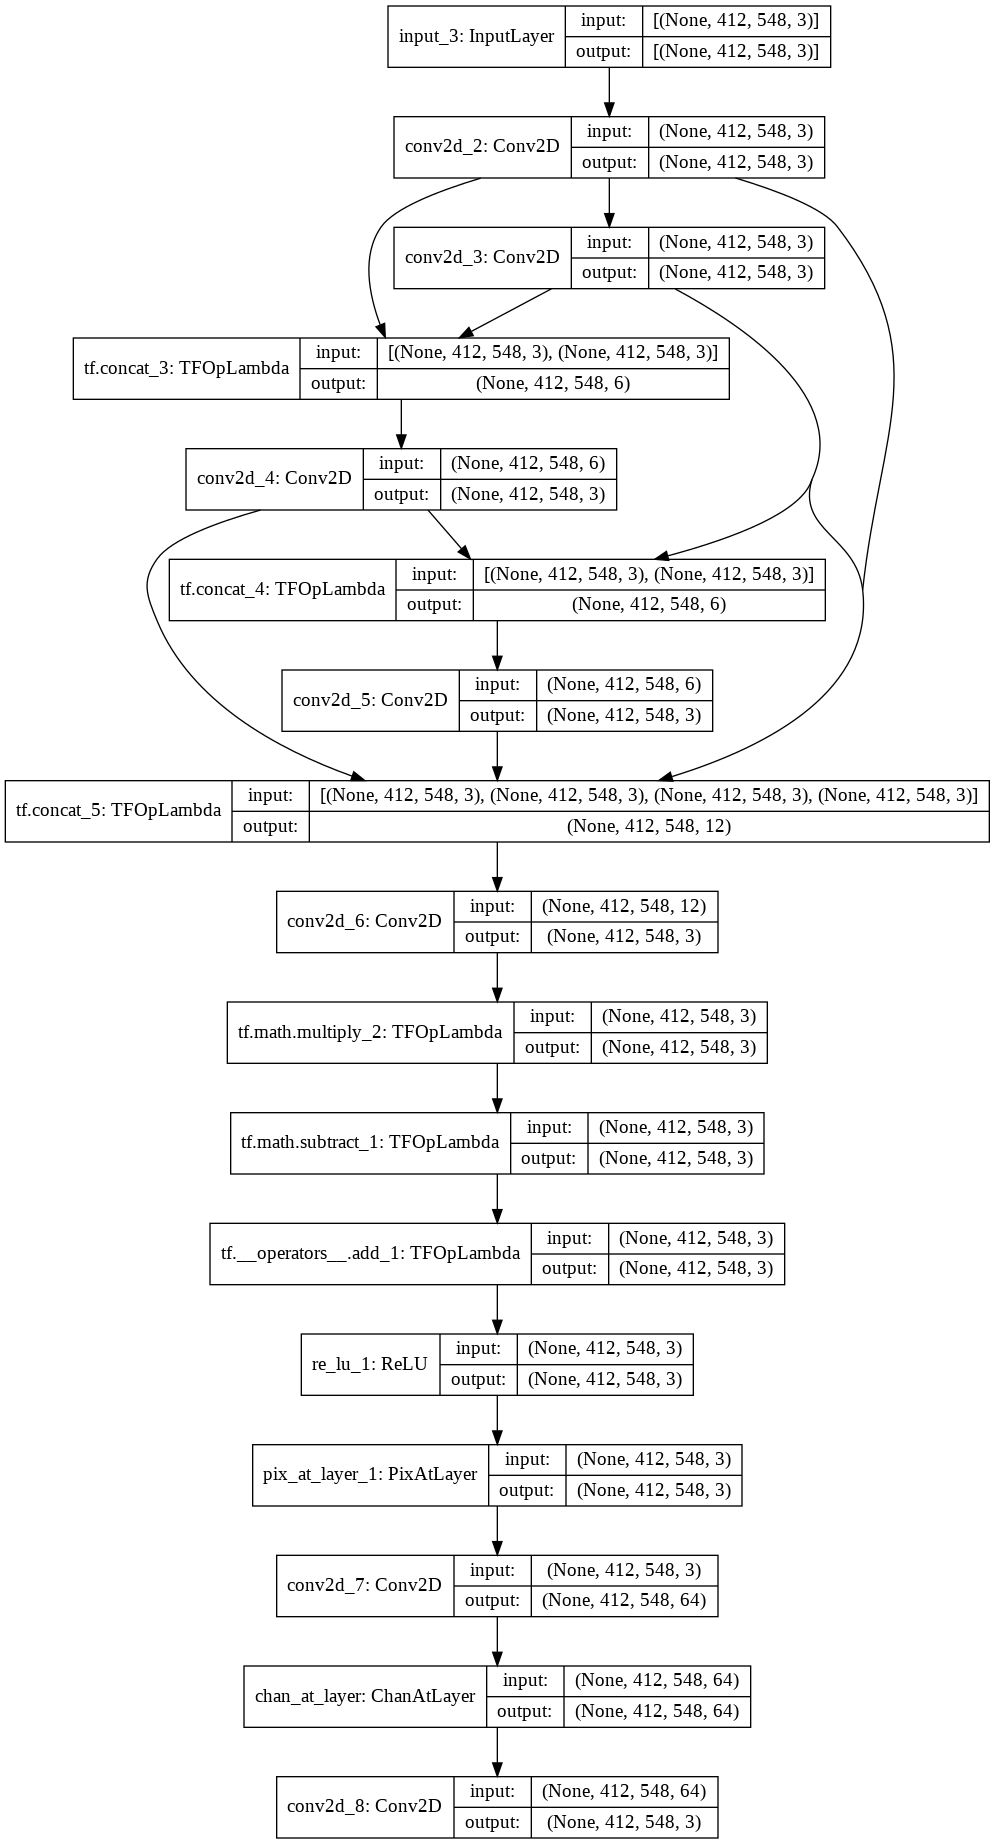 input_3: InputLayer
input: [(None, 412, 548, 3)]
output: [(None, 412, 548, 3)]
conv2d_2: Conv2D
input: (None, 412, 548, 3)
output: (None, 412, 548, 3)
conv2d_3: Conv2D
input: (None, 412, 548, 3)
output: (None, 412, 548, 3)
tf.concat_3: TFOpLambda
input: [(None, 412, 548, 3), (None, 412, 548, 3)]
output: (None, 412, 548, 6)
conv2d_4: Conv2D
input: (None, 412, 548, 6)
output: (None, 412, 548, 3)
tf.concat_4: TFOpLambda
input: [(None, 412, 548, 3), (None, 412, 548, 3)]
output: (None, 412, 548, 6)
conv2d_5: Conv2D
input: (None, 412, 548, 6)
output: (None, 412, 548, 3)
tf.concat_5: TFOpLambda
input: [(None, 412, 548, 3), (None, 412, 548, 3), (None, 412, 548, 3), (None, 412, 548, 3)]
output: (None, 412, 548, 12)
conv2d_6: Conv2D
input: (None, 412, 548, 12)
output: (None, 412, 548, 3)
tf.math.multiply_2: TFOpLambda
input: (None, 412, 548, 3)
output: (None, 412, 548, 3)
tf.math.subtract_1: TFOpLambda
input: (None, 412, 548, 3)
output: (None, 412, 548, 3)
tf.__operators__.add_1: TFOpLambda
input: (None, 412, 548, 3)
output: (None, 412, 548, 3)
re_lu_1: ReLU
input: (None, 412, 548, 3)
output: (None, 412, 548, 3)
pix_at_layer_1: PixAtLayer
input: (None, 412, 548, 3)
output: (None, 412, 548, 3)
conv2d_7: Conv2D
input: (None, 412, 548, 3)
output: (None, 412, 548, 64)
chan_at_layer: ChanAtLayer
input: (None, 412, 548, 64)
output: (None, 412, 548, 64)
conv2d_8: Conv2D
input: (None, 412, 548, 64)
output: (None, 412, 548, 3)